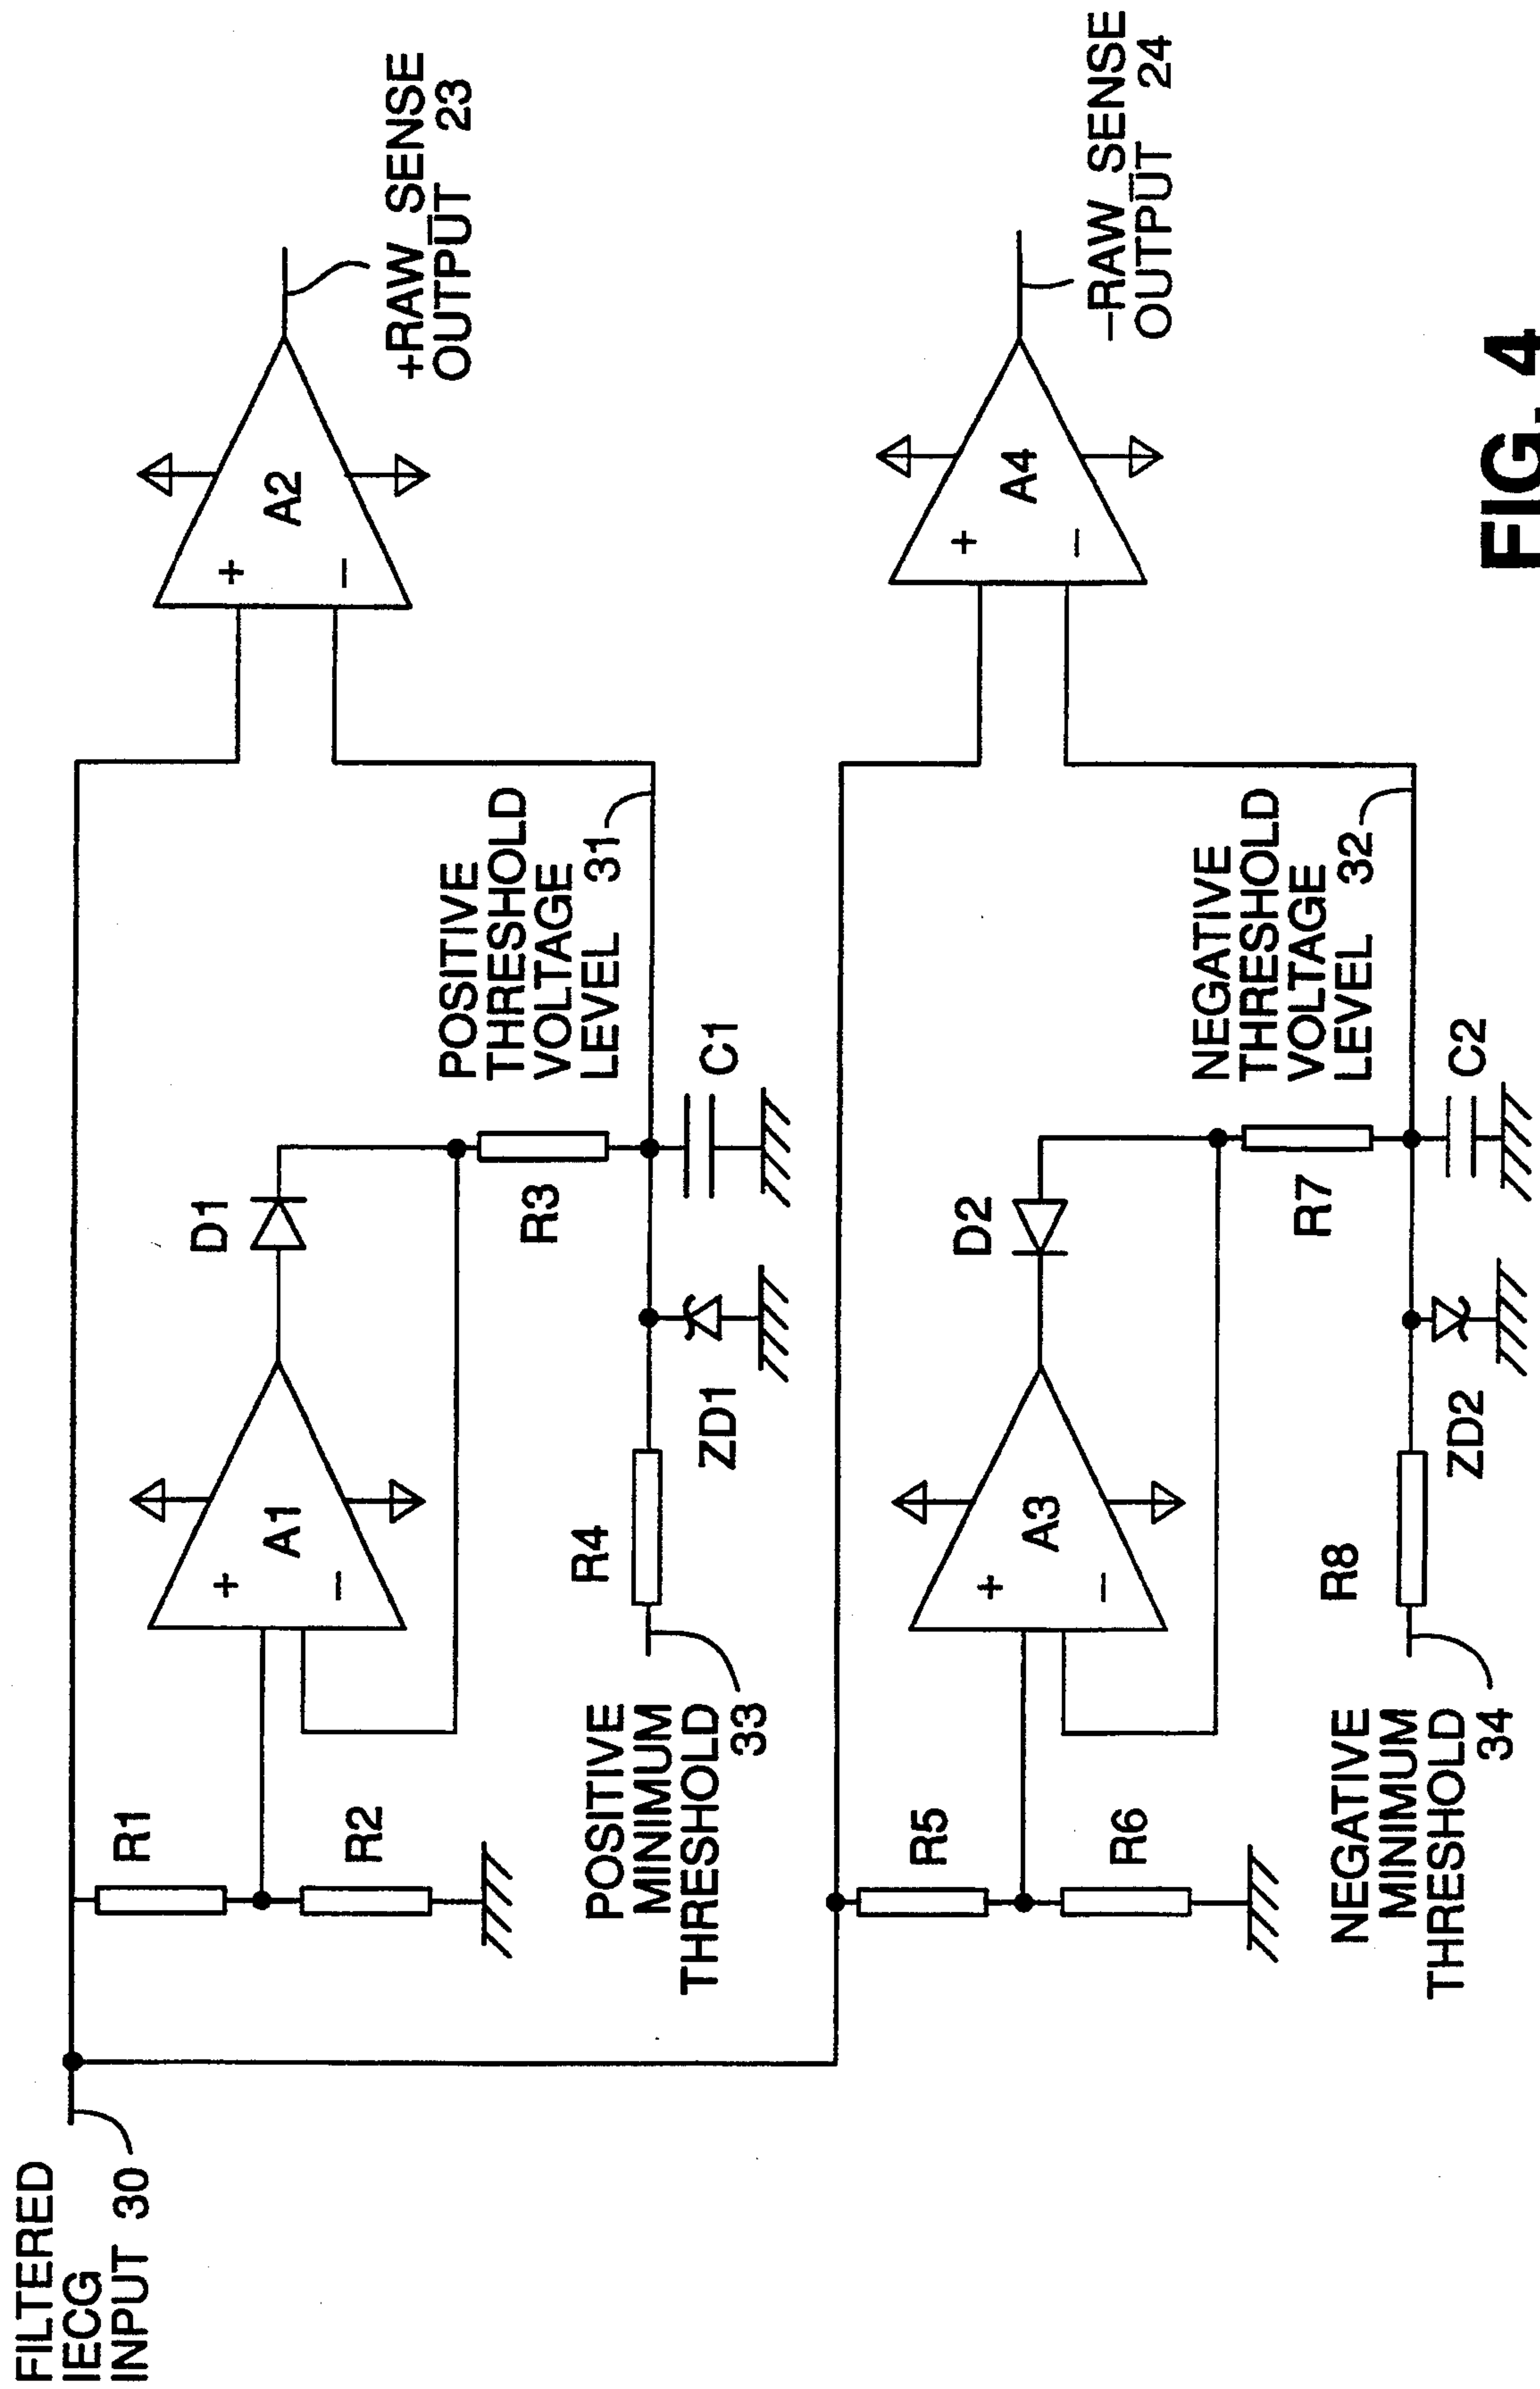 FILTERED
IECG
INPUT 30
R1
R2
+
−
A1
D1
R3
R4
POSITIVE
MINIMUM
THRESHOLD
33
ZD1
C1
POSITIVE
THRESHOLD
VOLTAGE
LEVEL 31
+
−
A2
+RAW_SENSE
OUTPUT 23
R5
R6
+
−
A3
D2
R7
R8
NEGATIVE
MINIMUM
THRESHOLD
34
ZD2
C2
NEGATIVE
THRESHOLD
VOLTAGE
LEVEL 32
+
−
A4
−RAW_SENSE
OUTPUT 24
FIG. 4